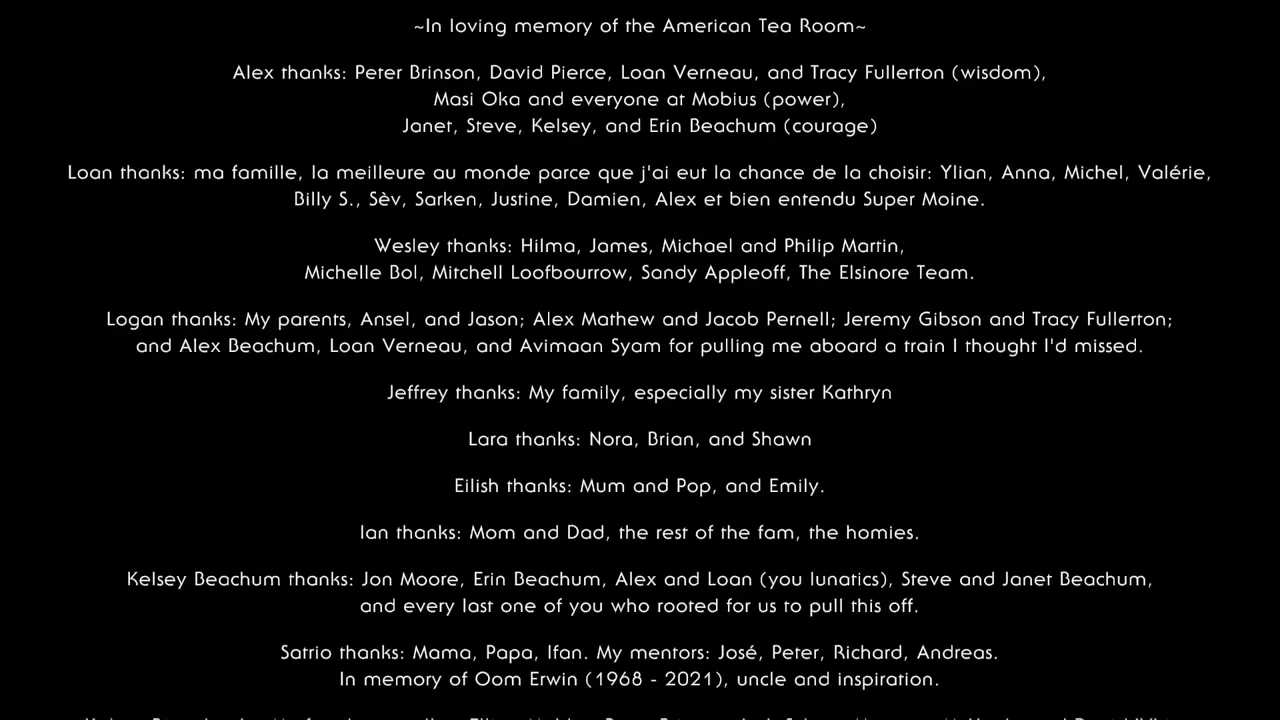 ~In loving memory of the American Tea Room~
Alex thanks: Peter Brinson, David Pierce, Loan Verneau, and Tracy Fullerton (wisdom),
Masi Oka and everyone at Mobius (power),
Janet, Steve, Kelsey, and Erin Beachum (courage)
Loan thanks: ma famille, la meilleure au monde parce que j'ai eut la chance de la choisir: Ylian, Anna, Michel, Valérie,
Billy S., Sèv, Sarken, Justine, Damien, Alex et bien entendu Super Moine.
Wesley thanks: Hilma, James, Michael and Philip Martin,
Michelle Bol, Mitchell Loofbourrow, Sandy Appleoff, The Elsinore Team.
Logan thanks: My parents, Ansel, and Jason; Alex Mathew and Jacob Pernell; Jeremy Gibson and Tracy Fullerton;
and Alex Beachum, Loan Verneau, and Avimaan Syam for pulling me aboard a train I thought I'd missed.
Jeffrey thanks: My family, especially my sister Kathryn
Lara thanks: Nora, Brian, and Shawn
Eilish thanks: Mum and Pop, and Emily.
Ian thanks: Mom and Dad, the rest of the fam, the homies.
Kelsey Beachum thanks: Jon Moore, Erin Beachum, Alex and Loan (you lunatics), Steve and Janet Beachum,
and every last one of you who rooted for us to pull this off.
Satrio thanks: Mama, Papa, Ifan. My mentors: José, Peter, Richard, Andreas.
In memory of Oom Erwin (1968 - 2021), uncle and inspiration.